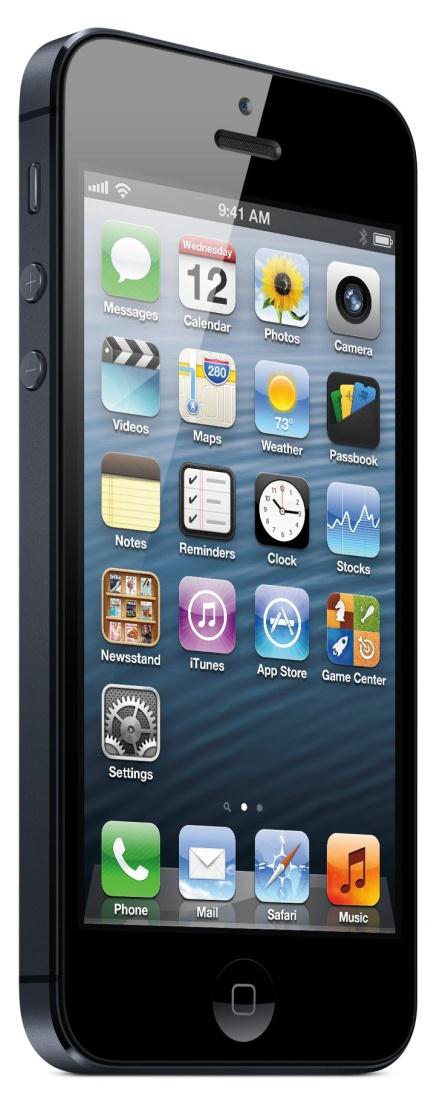 9:41 AM
Wednesday
12
Messages
Calendar
Photos
Camera
280
73°
Videos
Maps
Weather
Passbook
Notes
Reminders
Clock
Stocks
Newsstand
iTunes
App Store
Game Center
Settings
Phone
Mail
Safari
Music